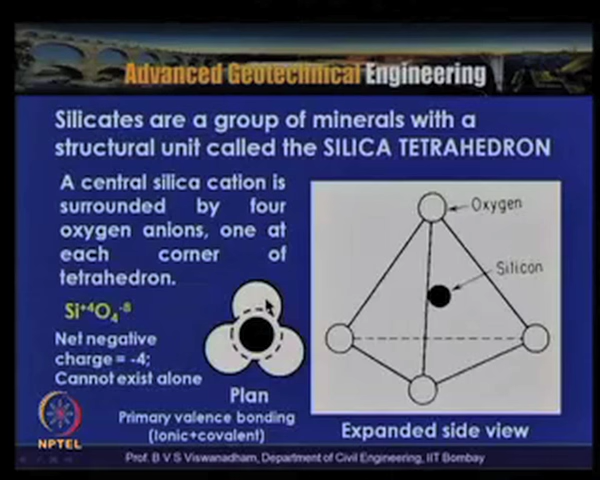 Advanced Geotechnical Engineering
Silicates are a group of minerals with a
structural unit called the SILICA TETRAHEDRON
A central silica cation is
surrounded by four
oxygen anions, one at
each corner of
tetrahedron.
Si+4O4-8
Net negative
charge = -4;
Cannot exist alone
Plan
Primary valence bonding
(Ionic+covalent)
Oxygen
Silicon
Expanded side view
NPTEL
Prof. B V S Viswanadham, Department of Civil Engineering, IIT Bombay